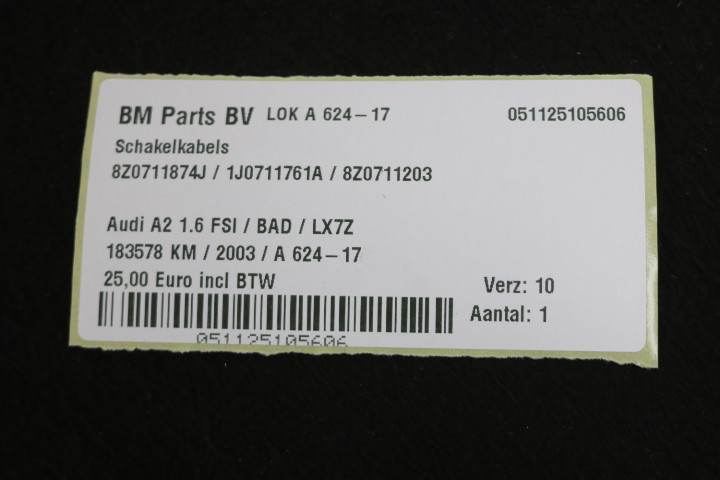 BM Parts BV LOK A 624-17 051125105606
Schakelkabels
8Z0711874J / 1J0711761A / 8Z0711203
Audi A2 1.6 FSI / BAD / LX7Z
183578 KM / 2003 / A 624-17
25,00 Euro incl BTW Verz: 10
Aantal: 1
051125105606